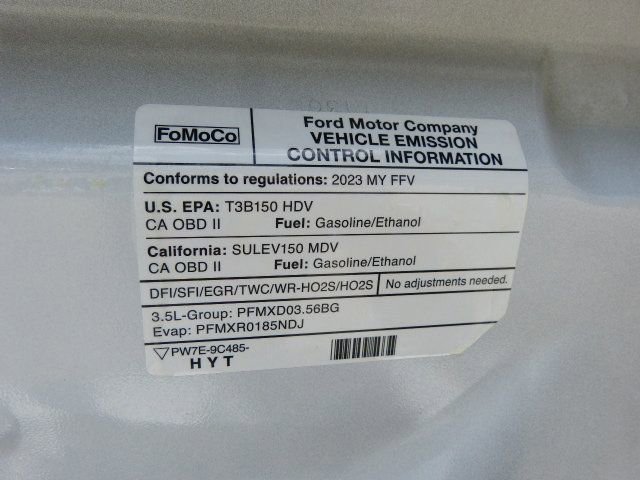 FoMoCo
Ford Motor Company
VEHICLE EMISSION
CONTROL INFORMATION
Conforms to regulations: 2023 MY FFV
U.S. EPA: T3B150 HDV
CA OBD II Fuel: Gasoline/Ethanol
California: SULEV150 MDV
CA OBD II Fuel: Gasoline/Ethanol
DFI/SFI/EGR/TWC/WR-HO2S/HO2S No adjustments needed.
3.5L-Group: PFMXD03.56BG
Evap: PFMXR0185NDJ
PW7E-9C485-
HYT